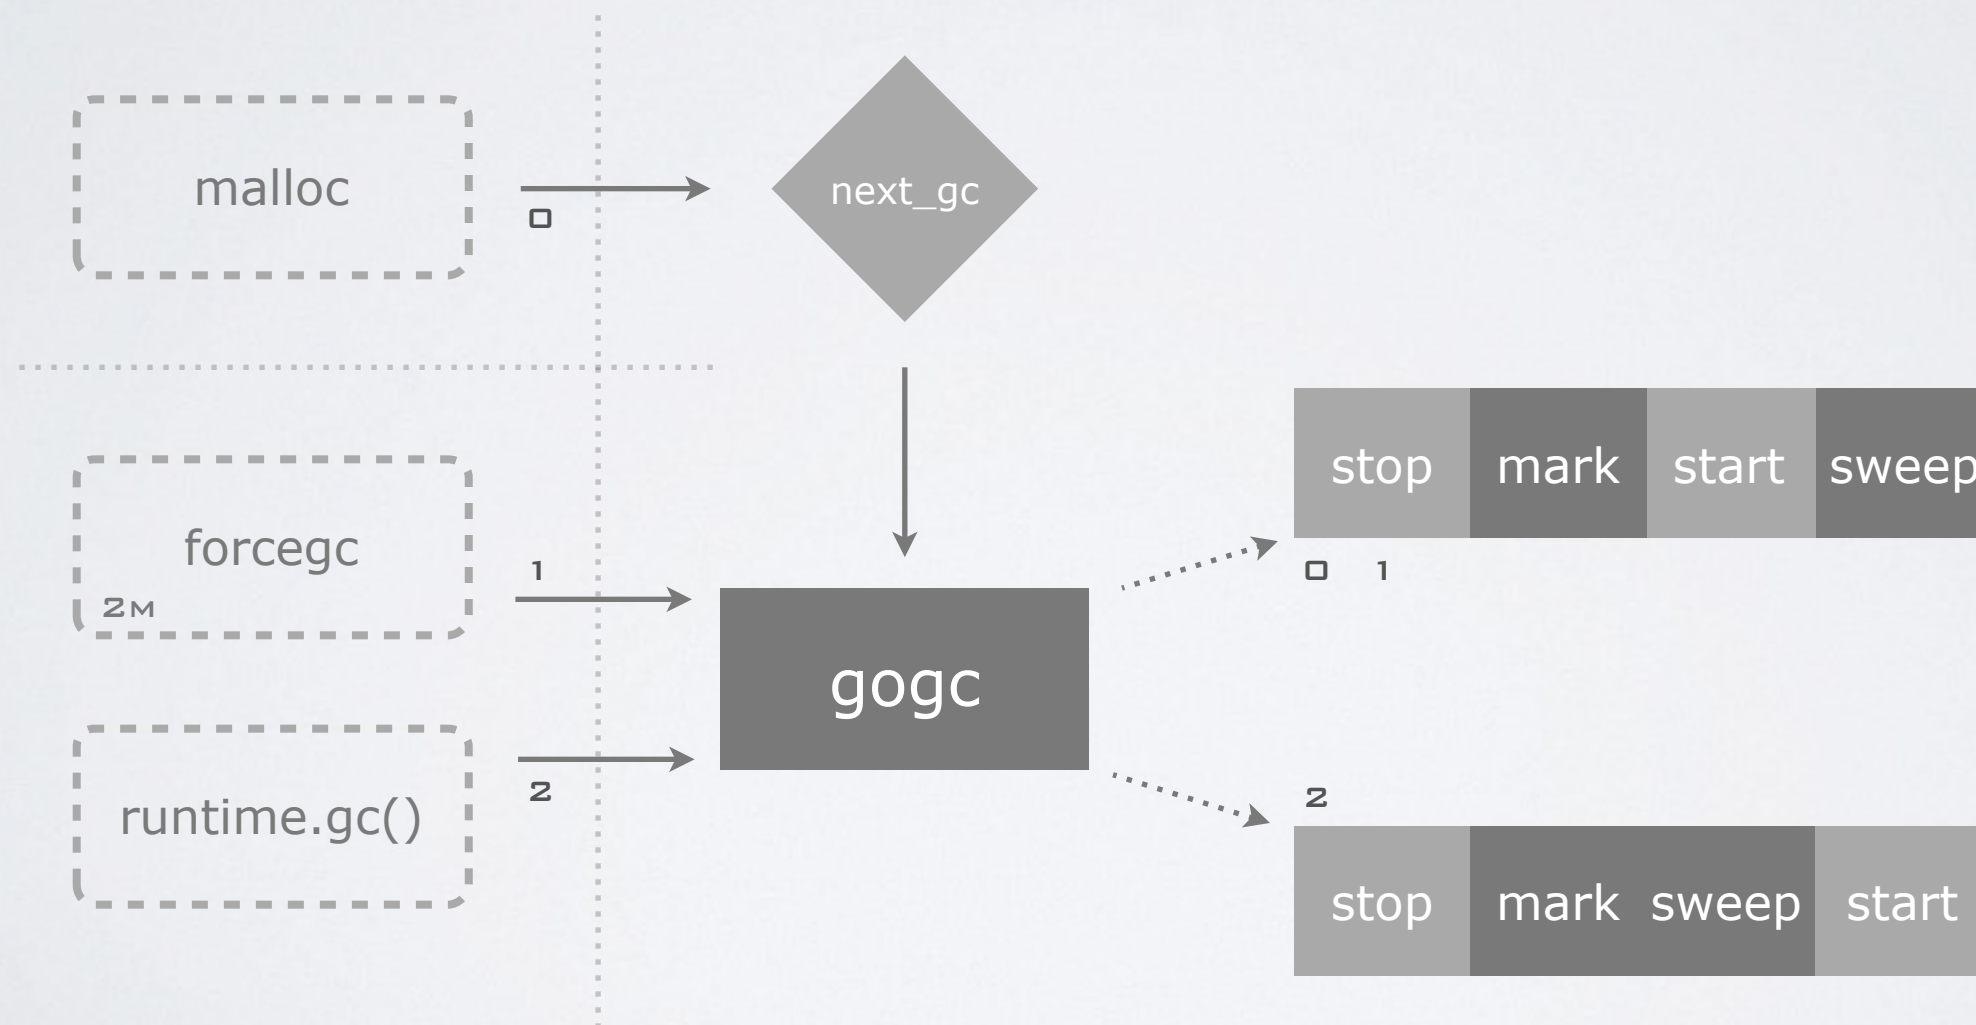 malloc
0
next_gc
forcegc
2M
1
runtime.gc()
2
gogc
stop mark start sweep
0 1
2
stop mark sweep start